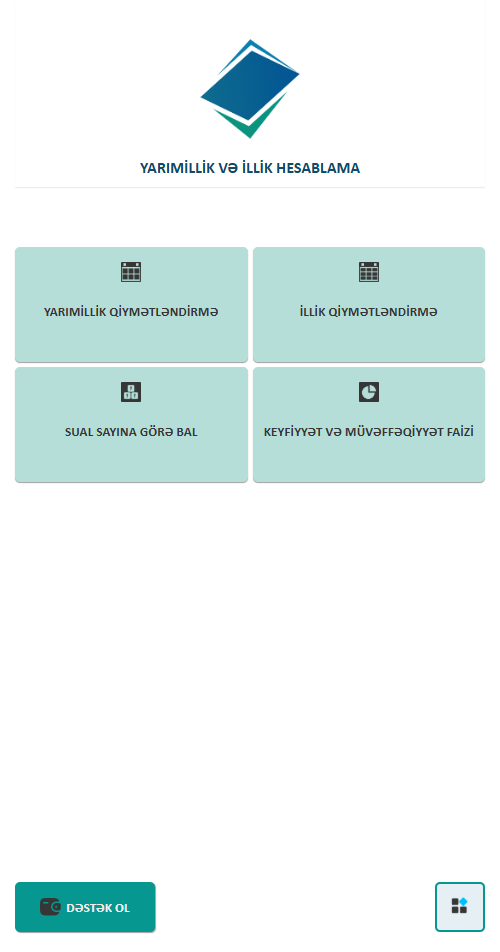 YARIMİLLİK VƏ İLLİK HESABLAMA
YARIMİLLİK QİYMƏTLƏNDİRMƏ
İLLİK QİYMƏTLƏNDİRMƏ
SUAL SAYINA GÖRƏ BAL
KEYFİYYƏT VƏ MÜVƏFFƏQİYYƏT FAİZİ
DƏSTƏK OL